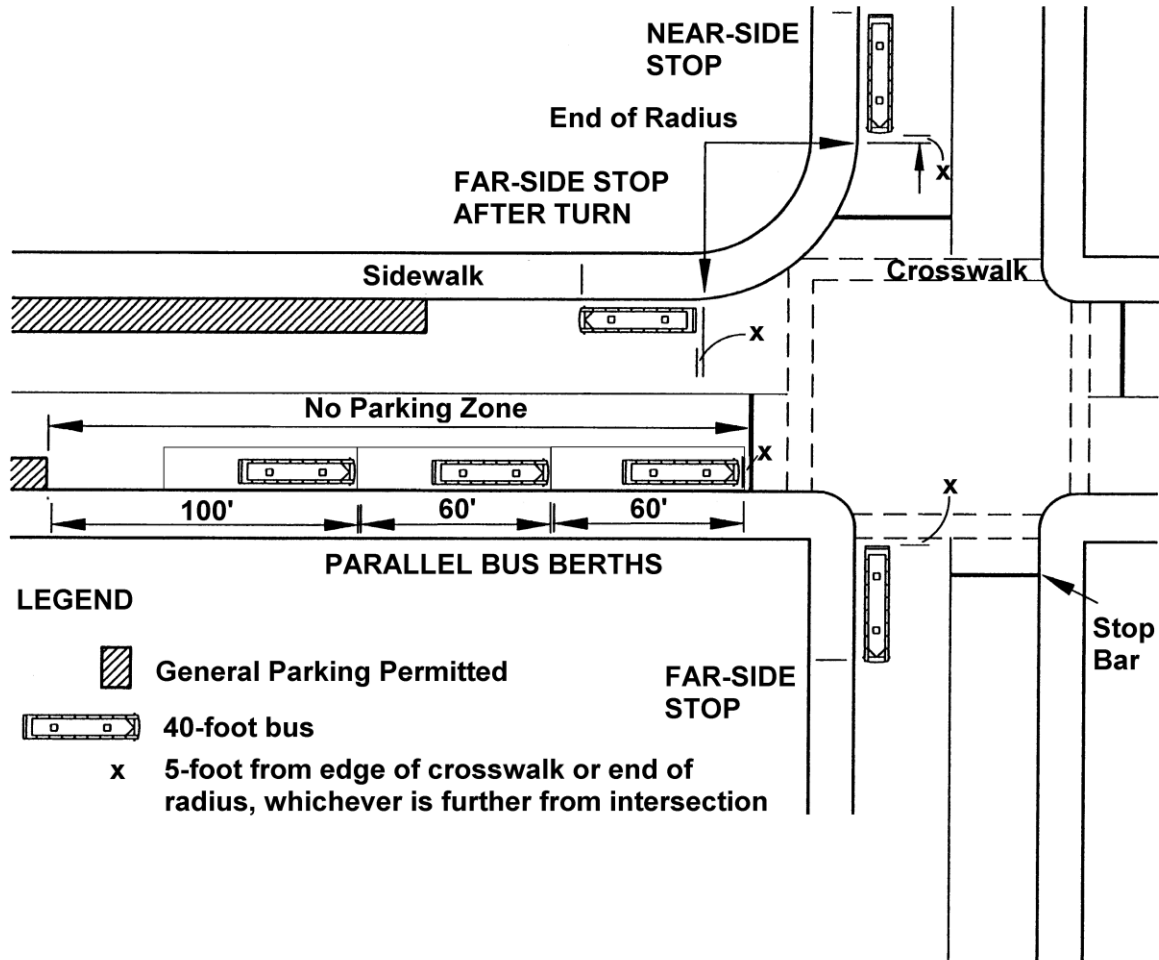 NEAR-SIDE
STOP
End of Radius
x
FAR-SIDE STOP
AFTER TURN
Sidewalk
Crosswalk
x
No Parking Zone
x
x
100'
60'
60'
PARALLEL BUS BERTHS
LEGEND
General Parking Permitted
40-foot bus
x 5-foot from edge of crosswalk or end of
radius, whichever is further from intersection
FAR-SIDE
STOP
Stop
Bar